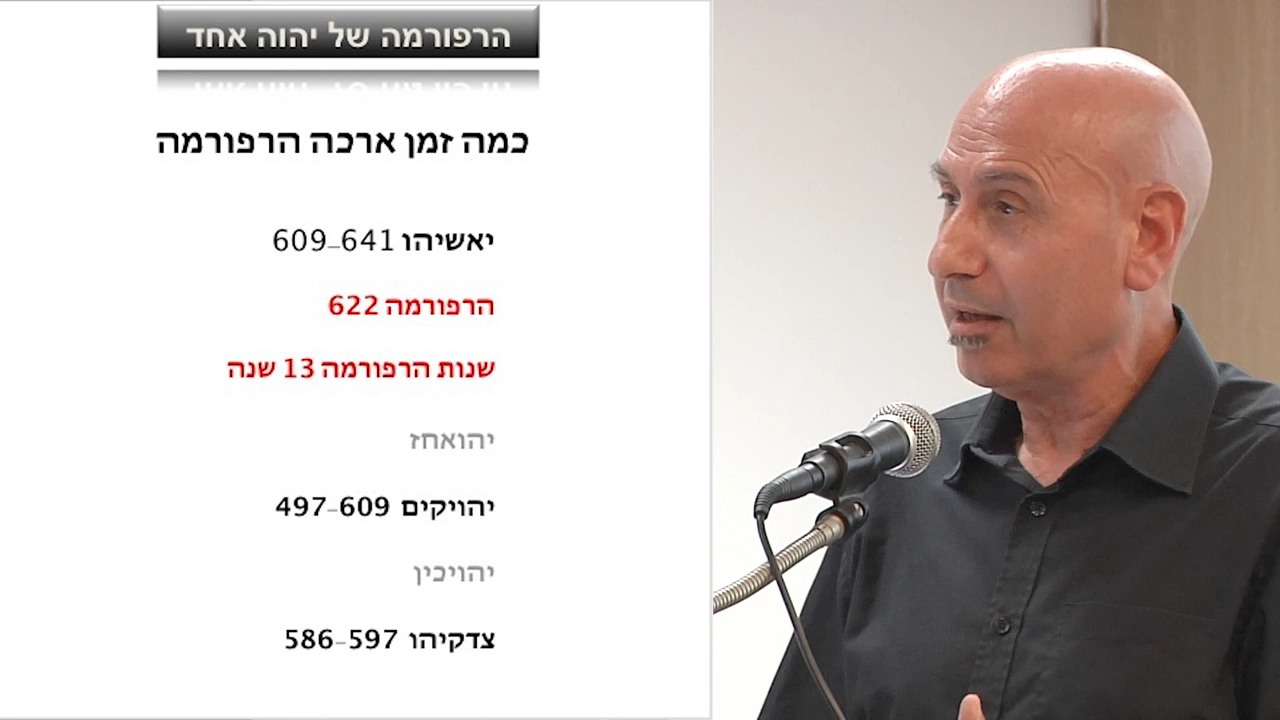 הרפורמה של יהוה אחד
כמה זמן ארכה הרפורמה
יאשיהו 641–609
הרפורמה 622
שנות הרפורמה 13 שנה
יהואחז
יהויקים 609–497
יהויכין
צדקיהו 597–586